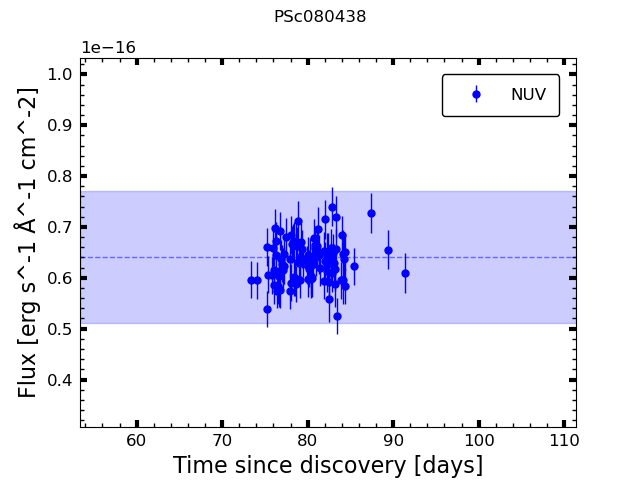 PSc080438
1e−16
1.0
0.9
0.8
0.7
0.6
0.5
0.4
Flux [erg s^-1 Å^-1 cm^-2]
NUV
60 70 80 90 100 110
Time since discovery [days]